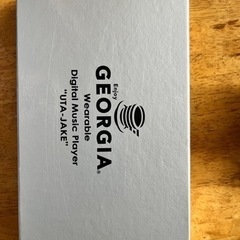 Enjoy
GEORGIA®
Wearable
Digital Music Player
"UTA-JAKE"